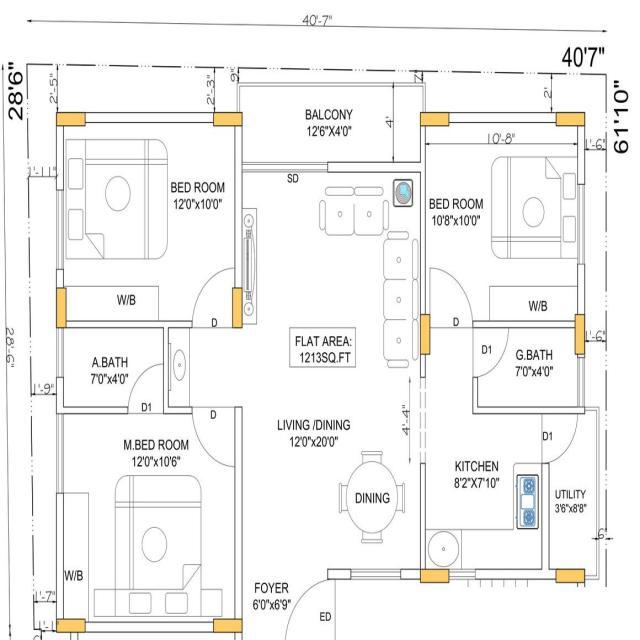 40'-7"
40'7"
28'6"
61'10"
2'-5"
2'-3"
9"
2'
BALCONY
12'6"X4'0"
4'
10'-8"
1'-6"
1'-11"
SD
BED ROOM
12'0"x10'0"
BED ROOM
10'8"x10'0"
W/B
W/B
D
D
28'-6"
FLAT AREA:
1213SQ.FT
1'-6"
D1
A.BATH
7'0"x4'0"
G.BATH
7'0"x4'0"
1'-9"
D1
D
4'-4"
LIVING /DINING
12'0"x20'0"
D1
M.BED ROOM
12'0"x10'6"
KITCHEN
8'2"X7'10"
DINING
UTILITY
3'6"x8'8"
W/B
FOYER
6'0"x6'9"
1'-7"
ED